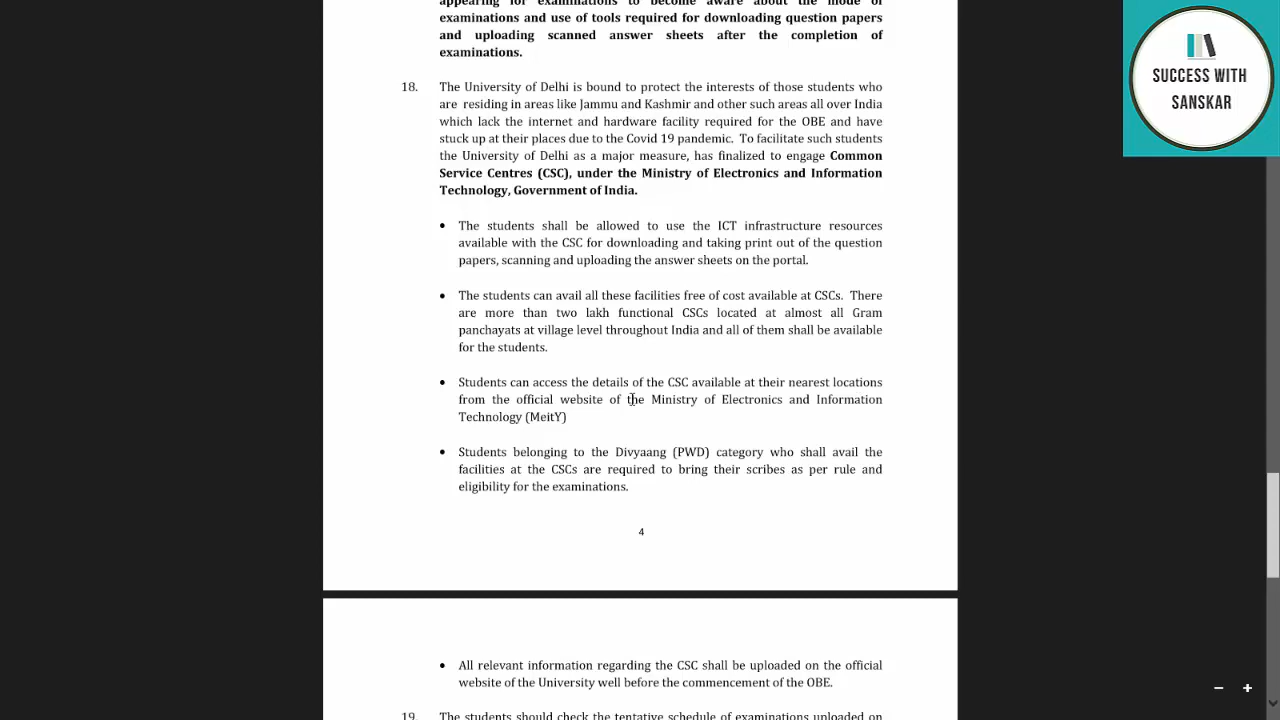 appearing for examinations to become aware about the mode of
examinations and use of tools required for downloading question papers
and uploading scanned answer sheets after the completion of
examinations.
SUCCESS WITH
SANSKAR
18. The University of Delhi is bound to protect the interests of those students who
are residing in areas like Jammu and Kashmir and other such areas all over India
which lack the internet and hardware facility required for the OBE and have
stuck up at their places due to the Covid 19 pandemic. To facilitate such students
the University of Delhi as a major measure, has finalized to engage Common
Service Centres (CSC), under the Ministry of Electronics and Information
Technology, Government of India.
• The students shall be allowed to use the ICT infrastructure resources
available with the CSC for downloading and taking print out of the question
papers, scanning and uploading the answer sheets on the portal.
• The students can avail all these facilities free of cost available at CSCs. There
are more than two lakh functional CSCs located at almost all Gram
panchayats at village level throughout India and all of them shall be available
for the students.
• Students can access the details of the CSC available at their nearest locations
from the official website of the Ministry of Electronics and Information
Technology (MeitY)
• Students belonging to the Divyaang (PWD) category who shall avail the
facilities at the CSCs are required to bring their scribes as per rule and
eligibility for the examinations.
4
• All relevant information regarding the CSC shall be uploaded on the official
website of the University well before the commencement of the OBE.
19. The students should check the tentative schedule of examinations uploaded on